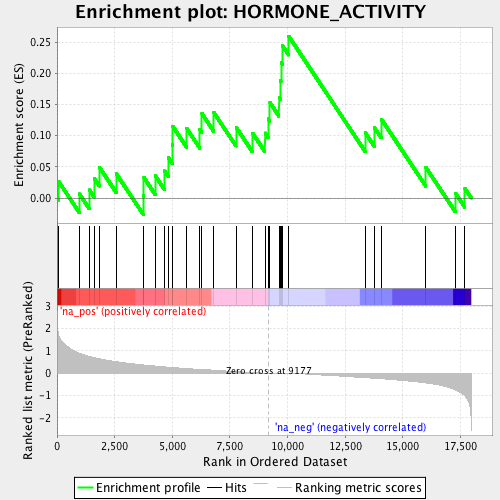 Enrichment plot: HORMONE_ACTIVITY
Enrichment score (ES)
0.25
0.20
0.15
0.10
0.05
0.00
'na_pos' (positively correlated)
Ranked list metric (PreRanked)
3
2
1
0
-1
-2
Zero cross at 9177
'na_neg' (negatively correlated)
0
2,500
5,000
7,500
10,000
12,500
15,000
17,500
Rank in Ordered Dataset
Enrichment profile
Hits
Ranking metric scores